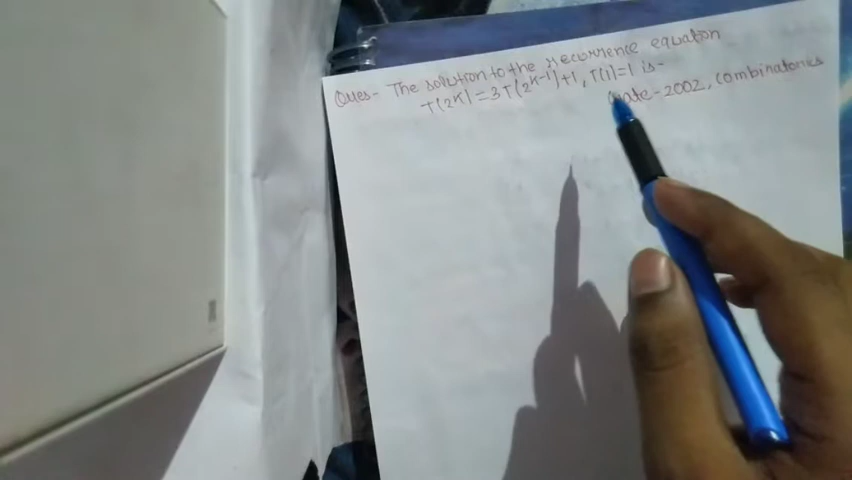 Ques- The solution to the recurrence equation
T(2^K) = 3T(2^K-1)+1, T(1)=1 is-
Gate-2002, Combinatorics